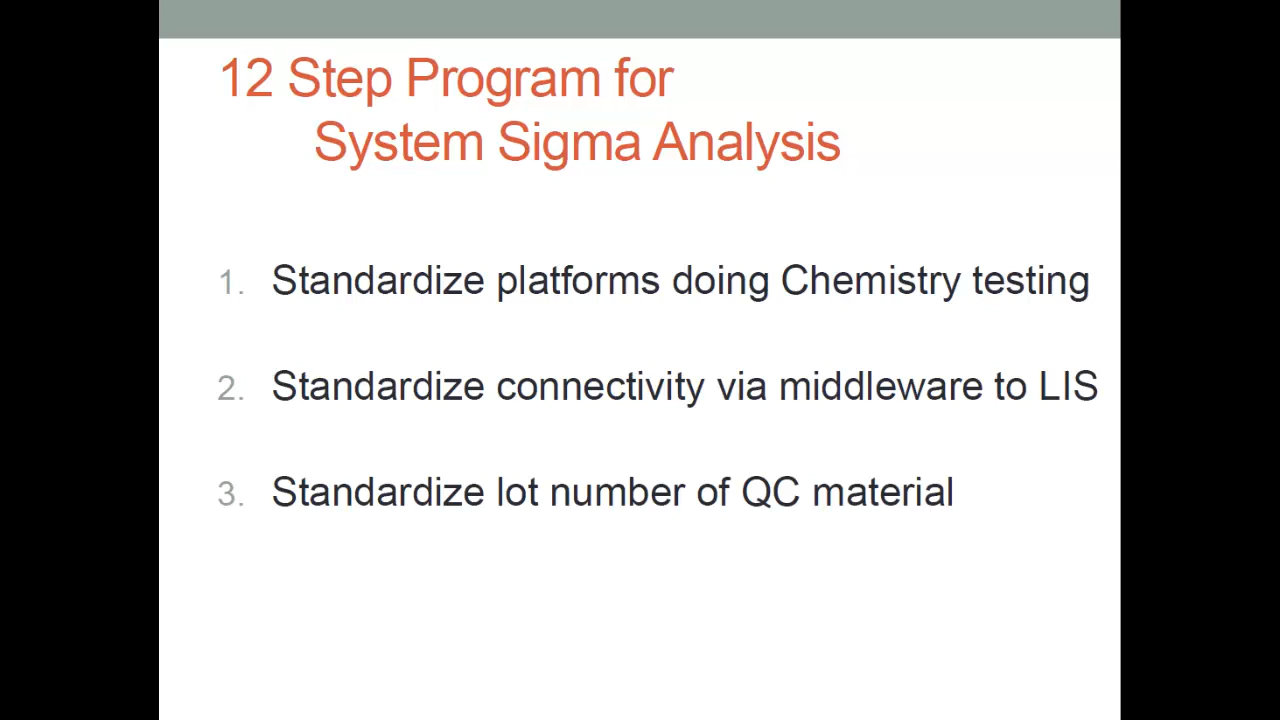 12 Step Program for
System Sigma Analysis
1. Standardize platforms doing Chemistry testing
2. Standardize connectivity via middleware to LIS
3. Standardize lot number of QC material